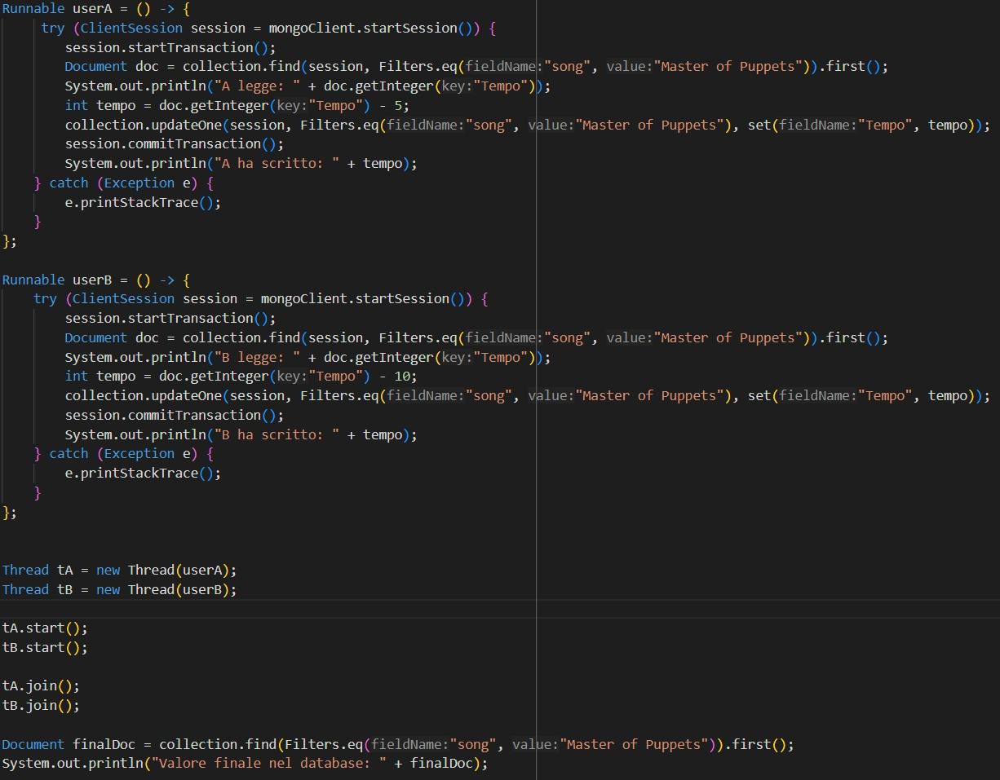 Runnable userA = () -> {
try (ClientSession session = mongoClient.startSession()) {
session.startTransaction();
Document doc = collection.find(session, Filters.eq(fieldName:"song", value:"Master of Puppets")).first();
System.out.println("A legge: " + doc.getInteger(key:"Tempo"));
int tempo = doc.getInteger(key:"Tempo") - 5;
collection.updateOne(session, Filters.eq(fieldName:"song", value:"Master of Puppets"), set(fieldName:"Tempo", tempo));
session.commitTransaction();
System.out.println("A ha scritto: " + tempo);
} catch (Exception e) {
e.printStackTrace();
}
};
Runnable userB = () -> {
try (ClientSession session = mongoClient.startSession()) {
session.startTransaction();
Document doc = collection.find(session, Filters.eq(fieldName:"song", value:"Master of Puppets")).first();
System.out.println("B legge: " + doc.getInteger(key:"Tempo"));
int tempo = doc.getInteger(key:"Tempo") - 10;
collection.updateOne(session, Filters.eq(fieldName:"song", value:"Master of Puppets"), set(fieldName:"Tempo", tempo));
session.commitTransaction();
System.out.println("B ha scritto: " + tempo);
} catch (Exception e) {
e.printStackTrace();
}
};
Thread tA = new Thread(userA);
Thread tB = new Thread(userB);
tA.start();
tB.start();
tA.join();
tB.join();
Document finalDoc = collection.find(Filters.eq(fieldName:"song", value:"Master of Puppets")).first();
System.out.println("Valore finale nel database: " + finalDoc);